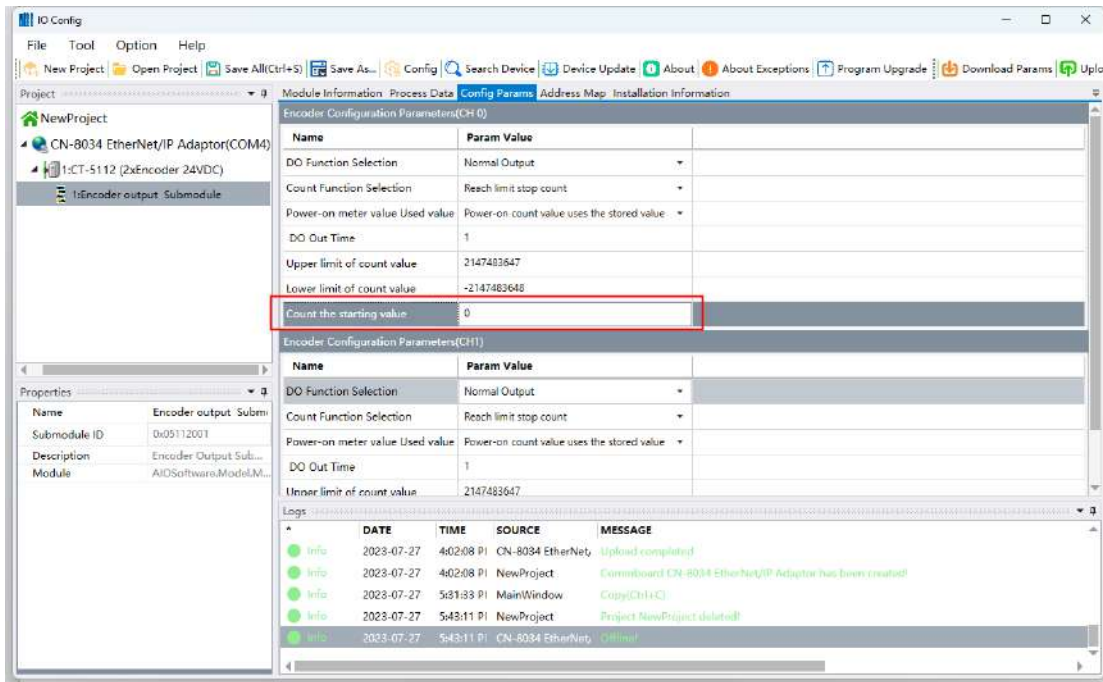 IO Config
File Tool Option Help
New Project Open Project Save All(Ctrl+S) Save As... Config Search Device Device Update About About Exceptions Program Upgrade Download Params Uplo
Project
NewProject
CN-8034 EtherNet/IP Adaptor(COM4)
1:CT-5112 (2xEncoder 24VDC)
1:Encoder output Submodule
Module Information Process Data Config Params Address Map Installation Information
Encoder Configuration Parameters(CH 0)
Name Param Value
DO Function Selection Normal Output
Count Function Selection Reach limit stop count
Power-on meter value Used value Power-on count value uses the stored value
DO Out Time 1
Upper limit of count value 2147483647
Lower limit of count value -2147483648
Count the starting value 0
Encoder Configuration Parameters(CH1)
Name Param Value
DO Function Selection Normal Output
Count Function Selection Reach limit stop count
Power-on meter value Used value Power-on count value uses the stored value
DO Out Time 1
Upper limit of count value 2147483647
Properties
Name Encoder output Subm
Submodule ID 0x05112001
Description Encoder Output Sub...
Module AIOSoftware.Model.M...
Logs
DATE TIME SOURCE MESSAGE
Info 2023-07-27 4:02:08 PI CN-8034 EtherNet, Upload completed
Info 2023-07-27 4:02:08 PI NewProject CN-8034 EtherNet/IP Adaptor has been created!
Info 2023-07-27 5:31:33 PI MainWindow Copy(Ctrl+C)
Info 2023-07-27 5:43:11 PI NewProject Project NewProject deleted!
Info 2023-07-27 5:43:11 PI CN-8034 EtherNet, Offline!